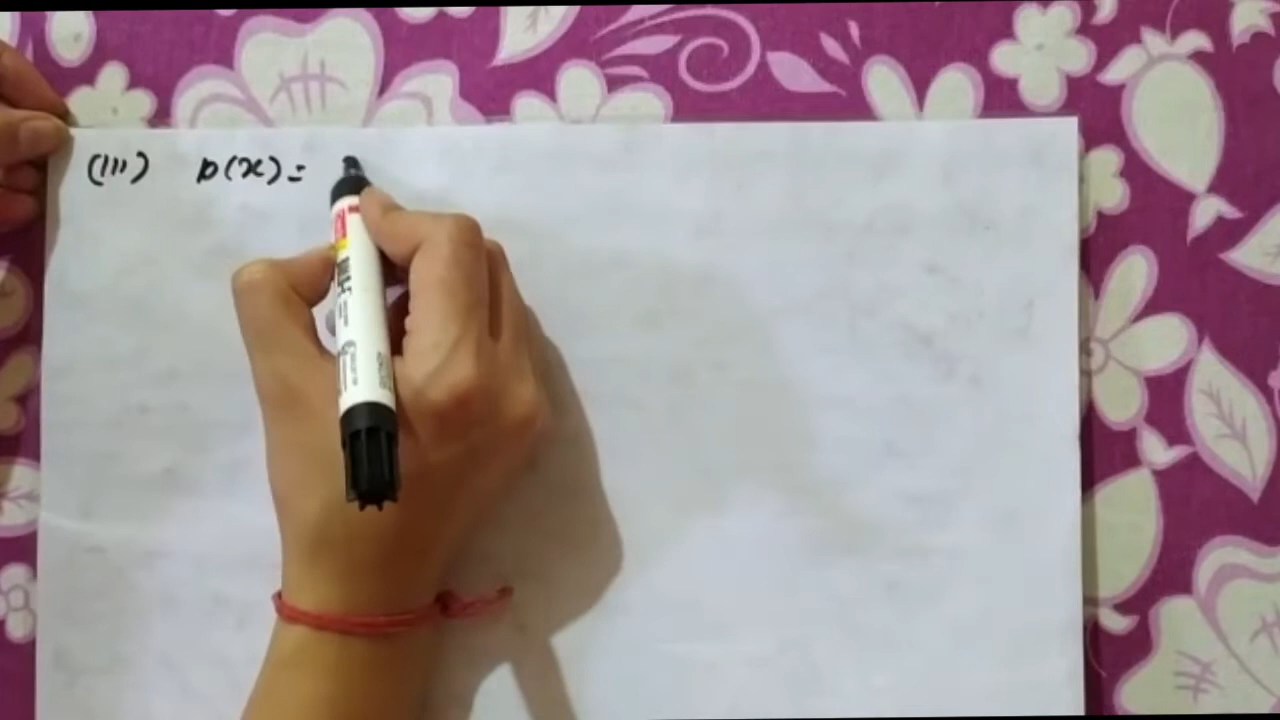 (iii) p(x) =